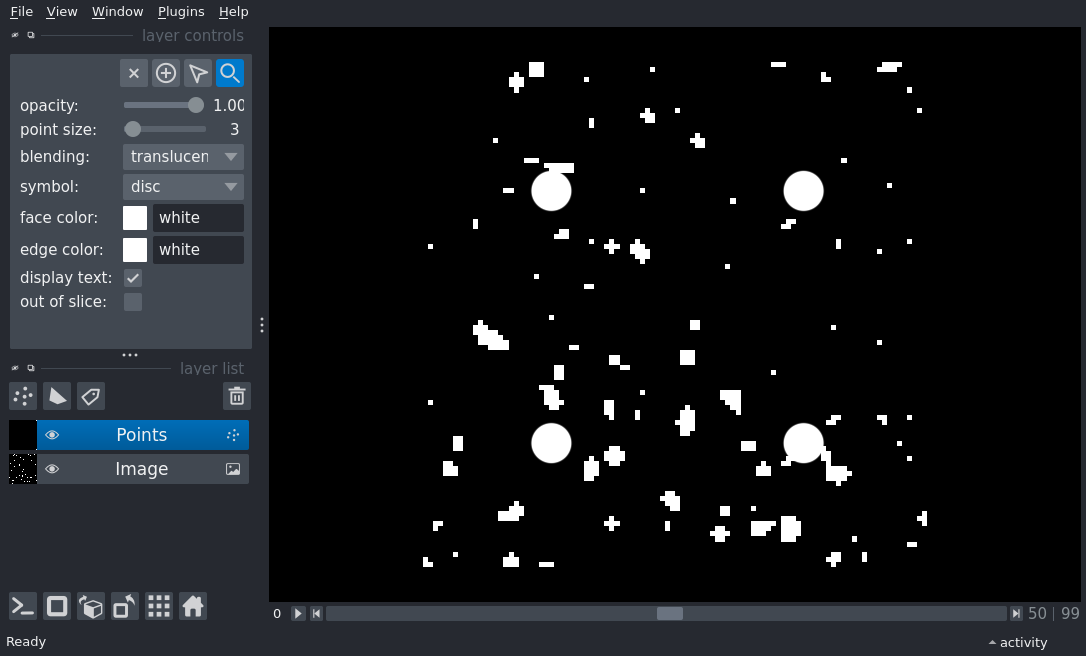 File View Window Plugins Help
layer controls
opacity: 1.00
point size: 3
blending: translucen
symbol: disc
face color: white
edge color: white
display text:
out of slice:
layer list
Points
Image
0 50 | 99
Ready activity